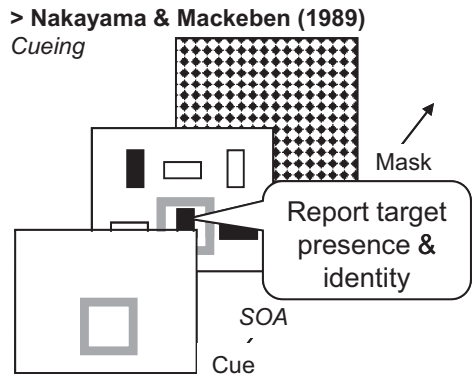 > Nakayama & Mackeben (1989)
Cueing
Mask
Report target
presence &
identity
SOA
Cue